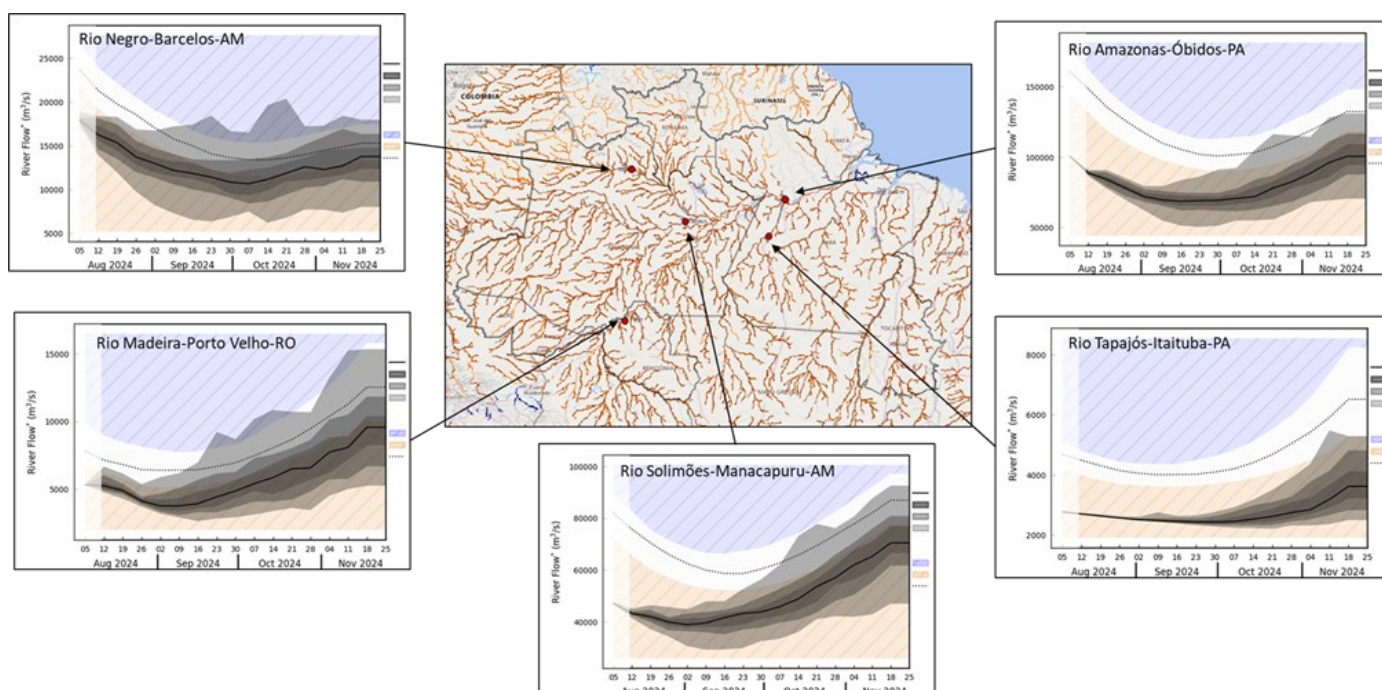 Rio Negro-Barcelos-AM
River Flow* (m³/s)
25000
20000
15000
10000
5000
05 12 19 26 02 09 16 23 30 07 14 21 28 04 11 18 25
Aug 2024 Sep 2024 Oct 2024 Nov 2024
COLOMBIA
SURINAME
TOCANTINS
Rio Amazonas-Óbidos-PA
River Flow* (m³/s)
150000
100000
50000
05 12 19 26 02 09 16 23 30 07 14 21 28 04 11 18 25
Aug 2024 Sep 2024 Oct 2024 Nov 2024
Rio Madeira-Porto Velho-RO
River Flow* (m³/s)
15000
10000
5000
05 12 19 26 02 09 16 23 30 07 14 21 28 04 11 18 25
Aug 2024 Sep 2024 Oct 2024 Nov 2024
Rio Solimões-Manacapuru-AM
River Flow* (m³/s)
100000
80000
60000
40000
05 12 19 26 02 09 16 23 30 07 14 21 28 04 11 18 25
Aug 2024 Sep 2024 Oct 2024 Nov 2024
Rio Tapajós-Itaituba-PA
River Flow* (m³/s)
8000
6000
4000
2000
05 12 19 26 02 09 16 23 30 07 14 21 28 04 11 18 25
Aug 2024 Sep 2024 Oct 2024 Nov 2024